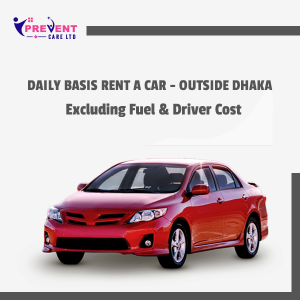 PREVENT
CARE LTD
DAILY BASIS RENT A CAR - OUTSIDE DHAKA
Excluding Fuel & Driver Cost